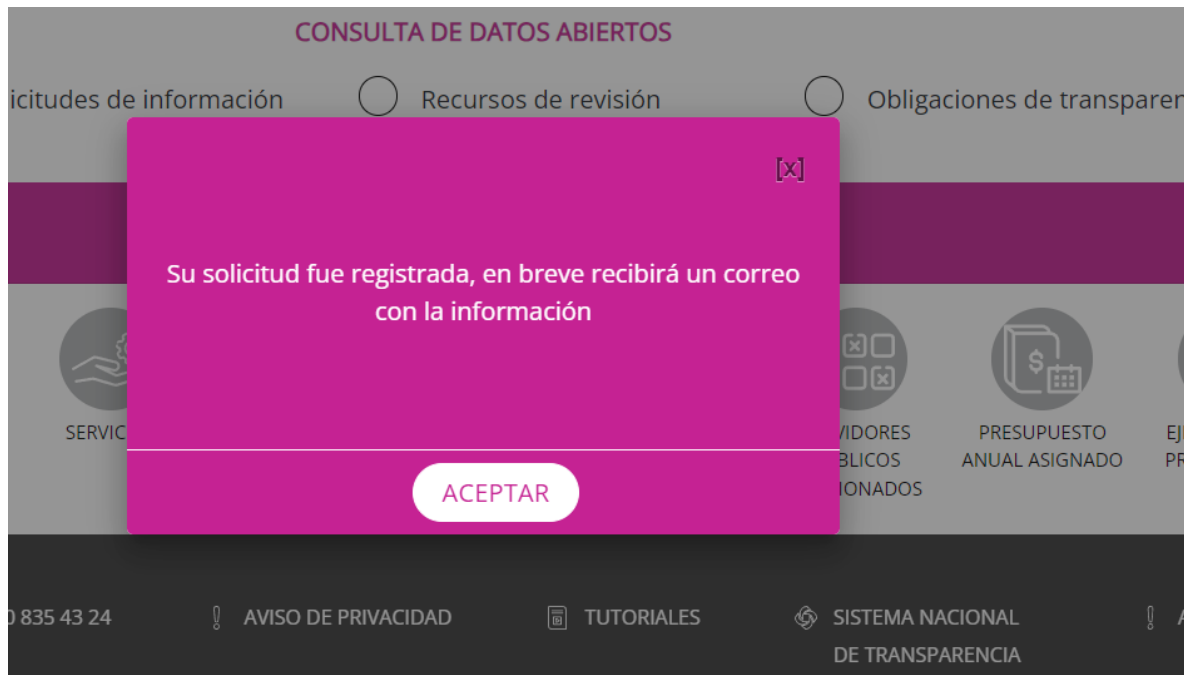 CONSULTA DE DATOS ABIERTOS
icitudes de información
Recursos de revisión
Obligaciones de transparen
[x]
Su solicitud fue registrada, en breve recibirá un correo
con la información
SERVIC
VIDORES
BLICOS
IONADOS
PRESUPUESTO
ANUAL ASIGNADO
EJ
PR
ACEPTAR
0 835 43 24
AVISO DE PRIVACIDAD
TUTORIALES
SISTEMA NACIONAL
DE TRANSPARENCIA
A